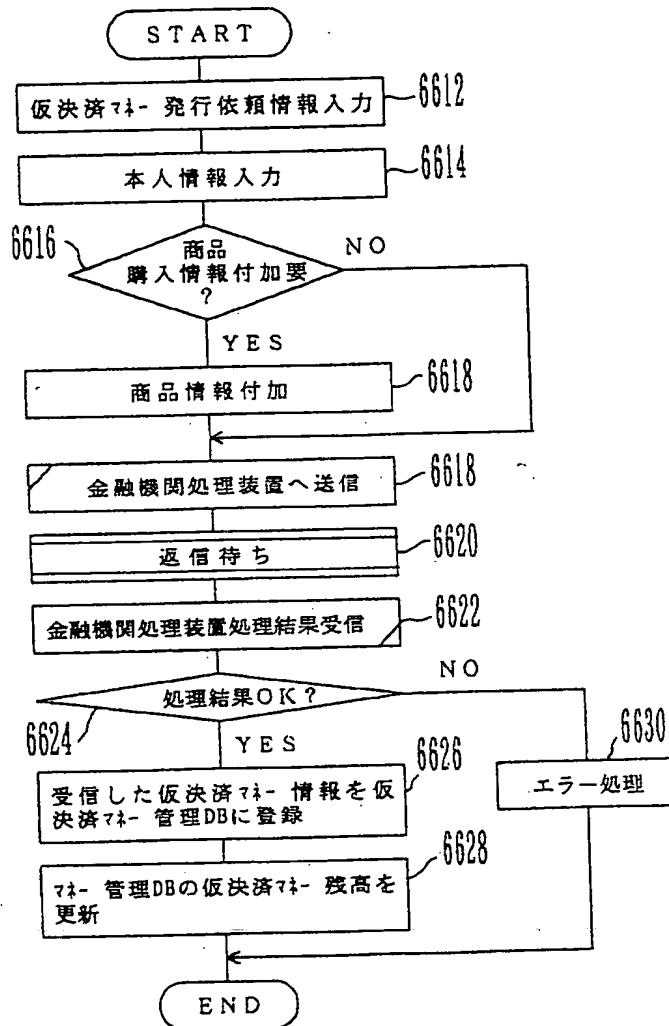 START
仮決済ﾏﾈｰ 発行依頼情報入力
6612
本人情報入力
6614
6616
商品
購入情報付加要
?
NO
YES
商品情報付加
6618
金融機関処理装置へ送信
6618
返信待ち
6620
金融機関処理装置処理結果受信
6622
処理結果OK?
NO
6624
YES
6626
6630
受信した仮決済ﾏﾈｰ 情報を仮
決済ﾏﾈｰ 管理DBに登録
エラー処理
6628
ﾏﾈｰ 管理DBの仮決済ﾏﾈｰ 残高を
更新
END